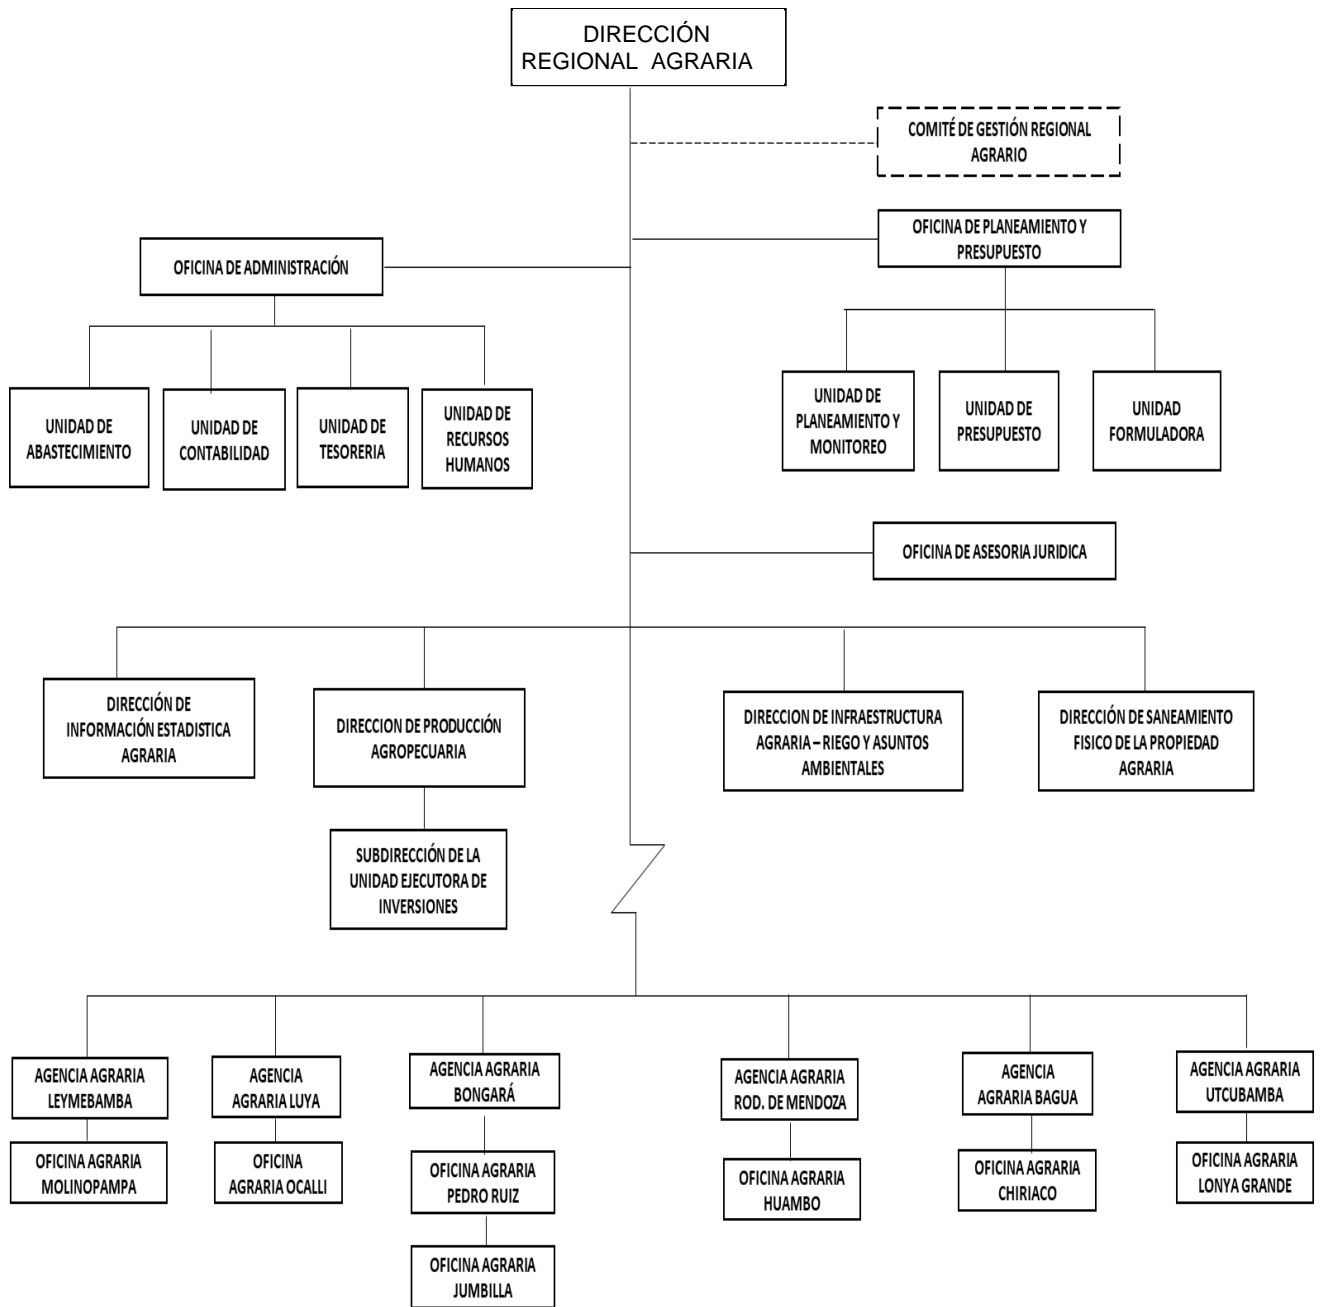 DIRECCIÓN
REGIONAL AGRARIA
COMITÉ DE GESTIÓN REGIONAL
AGRARIO
OFICINA DE PLANEAMIENTO Y
PRESUPUESTO
OFICINA DE ADMINISTRACIÓN
UNIDAD DE
ABASTECIMIENTO
UNIDAD DE
CONTABILIDAD
UNIDAD DE
TESORERIA
UNIDAD DE
RECURSOS
HUMANOS
UNIDAD DE
PLANEAMIENTO Y
MONITOREO
UNIDAD DE
PRESUPUESTO
UNIDAD
FORMULADORA
OFICINA DE ASESORIA JURIDICA
DIRECCIÓN DE
INFORMACIÓN ESTADISTICA
AGRARIA
DIRECCION DE PRODUCCIÓN
AGROPECUARIA
DIRECCION DE INFRAESTRUCTURA
AGRARIA – RIEGO Y ASUNTOS
AMBIENTALES
DIRECCIÓN DE SANEAMIENTO
FISICO DE LA PROPIEDAD
AGRARIA
SUBDIRECCIÓN DE LA
UNIDAD EJECUTORA DE
INVERSIONES
AGENCIA AGRARIA
LEYMEBAMBA
AGENCIA
AGRARIA LUYA
AGENCIA AGRARIA
BONGARÁ
AGENCIA AGRARIA
ROD. DE MENDOZA
AGENCIA
AGRARIA BAGUA
AGENCIA AGRARIA
UTCUBAMBA
OFICINA AGRARIA
MOLINOPAMPA
OFICINA
AGRARIA OCALLI
OFICINA AGRARIA
PEDRO RUIZ
OFICINA AGRARIA
HUAMBO
OFICINA AGRARIA
CHIRIACO
OFICINA AGRARIA
LONYA GRANDE
OFICINA AGRARIA
JUMBILLA